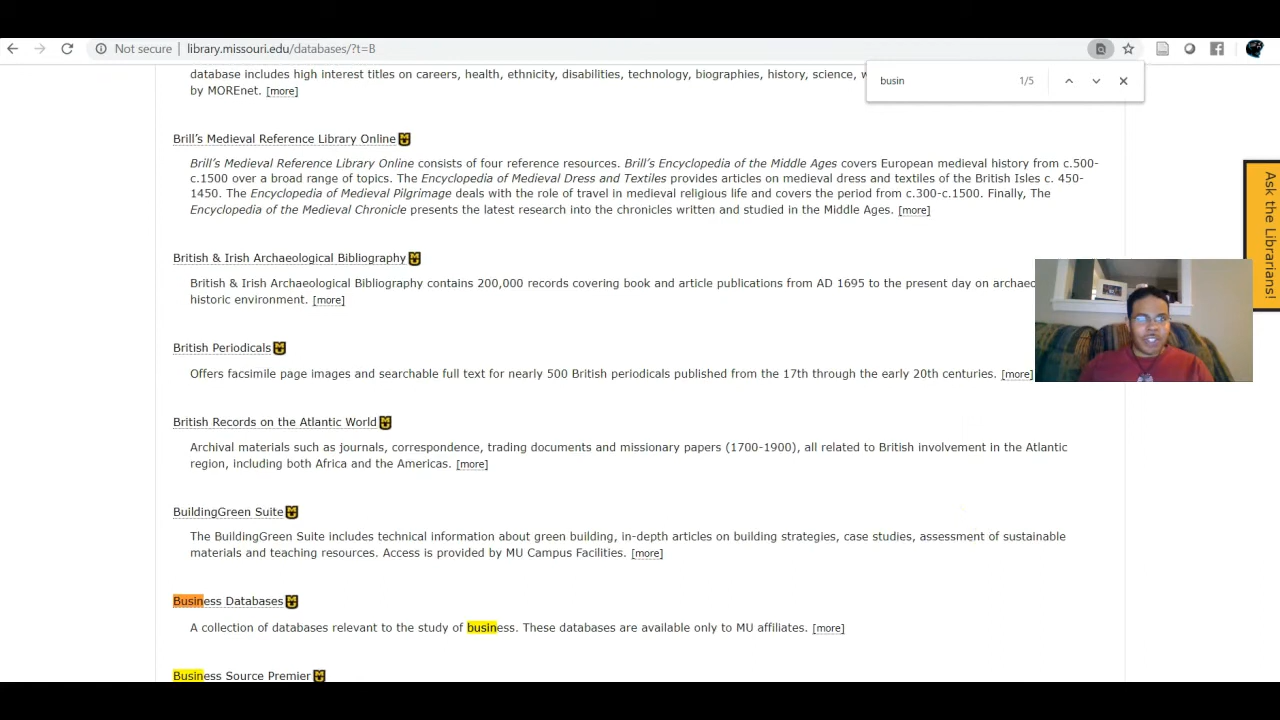 Not secure
library.missouri.edu/databases/?t=B
busin
1/5
database includes high interest titles on careers, health, ethnicity, disabilities, technology, biographies, history, science, w
by MOREnet. [more]
Brill's Medieval Reference Library Online
Brill's Medieval Reference Library Online consists of four reference resources. Brill's Encyclopedia of the Middle Ages covers European medieval history from c.500-
c.1500 over a broad range of topics. The Encyclopedia of Medieval Dress and Textiles provides articles on medieval dress and textiles of the British Isles c. 450-
1450. The Encyclopedia of Medieval Pilgrimage deals with the role of travel in medieval religious life and covers the period from c.300-c.1500. Finally, The
Encyclopedia of the Medieval Chronicle presents the latest research into the chronicles written and studied in the Middle Ages. [more]
Ask the Librarians!
British & Irish Archaeological Bibliography
British & Irish Archaeological Bibliography contains 200,000 records covering book and article publications from AD 1695 to the present day on archaeo
historic environment. [more]
British Periodicals
Offers facsimile page images and searchable full text for nearly 500 British periodicals published from the 17th through the early 20th centuries. [more]
British Records on the Atlantic World
Archival materials such as journals, correspondence, trading documents and missionary papers (1700-1900), all related to British involvement in the Atlantic
region, including both Africa and the Americas. [more]
BuildingGreen Suite
The BuildingGreen Suite includes technical information about green building, in-depth articles on building strategies, case studies, assessment of sustainable
materials and teaching resources. Access is provided by MU Campus Facilities. [more]
Business Databases
A collection of databases relevant to the study of business. These databases are available only to MU affiliates. [more]
Business Source Premier